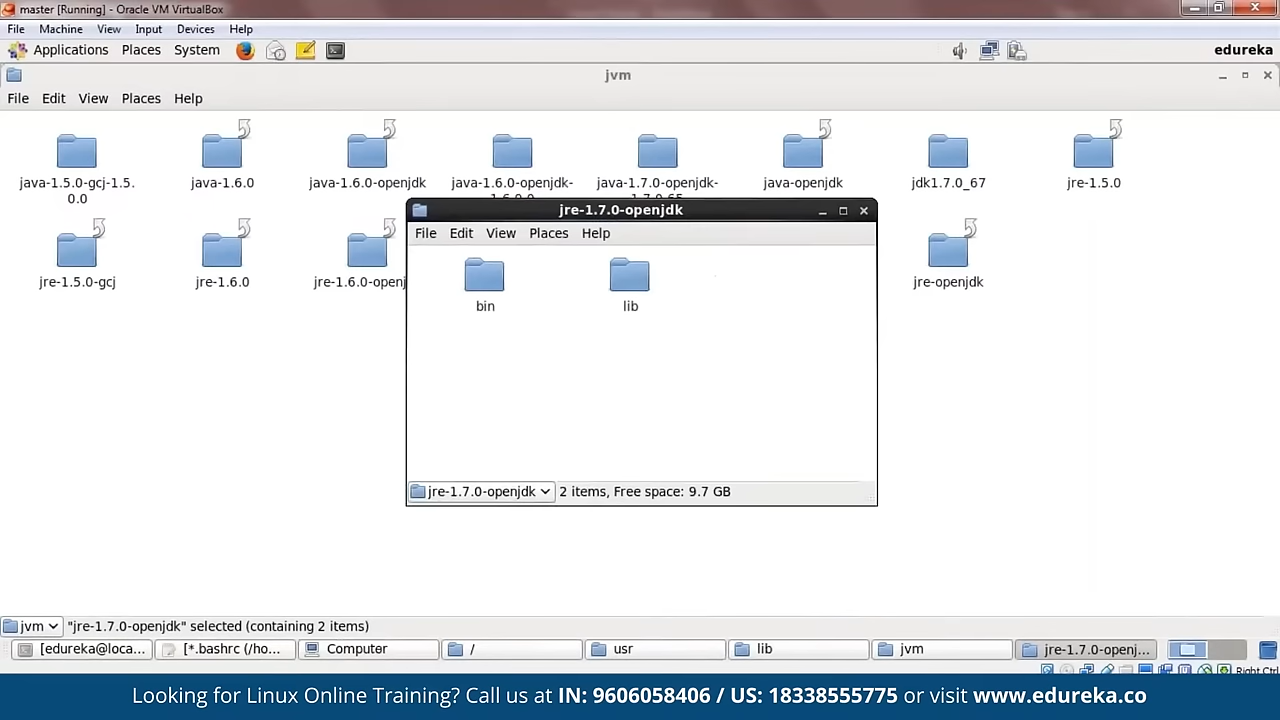 master [Running] - Oracle VM VirtualBox
File Machine View Input Devices Help
Applications Places System edureka
jvm
File Edit View Places Help
java-1.5.0-gcj-1.5.
0.0
java-1.6.0
java-1.6.0-openjdk
java-1.6.0-openjdk-
java-1.7.0-openjdk-
java-openjdk
jdk1.7.0_67
jre-1.5.0
jre-1.5.0-gcj
jre-1.6.0
jre-1.6.0-openj
jre-openjdk
jre-1.7.0-openjdk
File Edit View Places Help
bin
lib
jre-1.7.0-openjdk 2 items, Free space: 9.7 GB
jvm "jre-1.7.0-openjdk" selected (containing 2 items)
[edureka@loca... [*.bashrc (/ho... Computer / usr lib jvm jre-1.7.0-openj...
Right Ctrl
Looking for Linux Online Training? Call us at IN: 9606058406 / US: 18338555775 or visit www.edureka.co